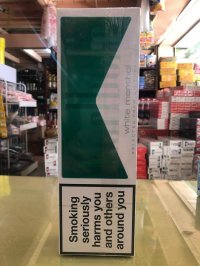 white menthol
Smoking
seriously
harms you
and others
around you